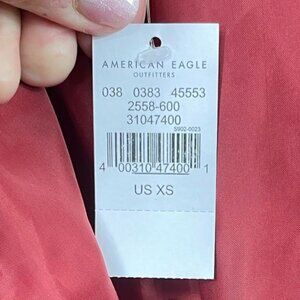 AMERICAN EAGLE
OUTFITTERS
038 0383 45553
2558-600
31047400
S902-0023
4 00310 47400 1
US XS